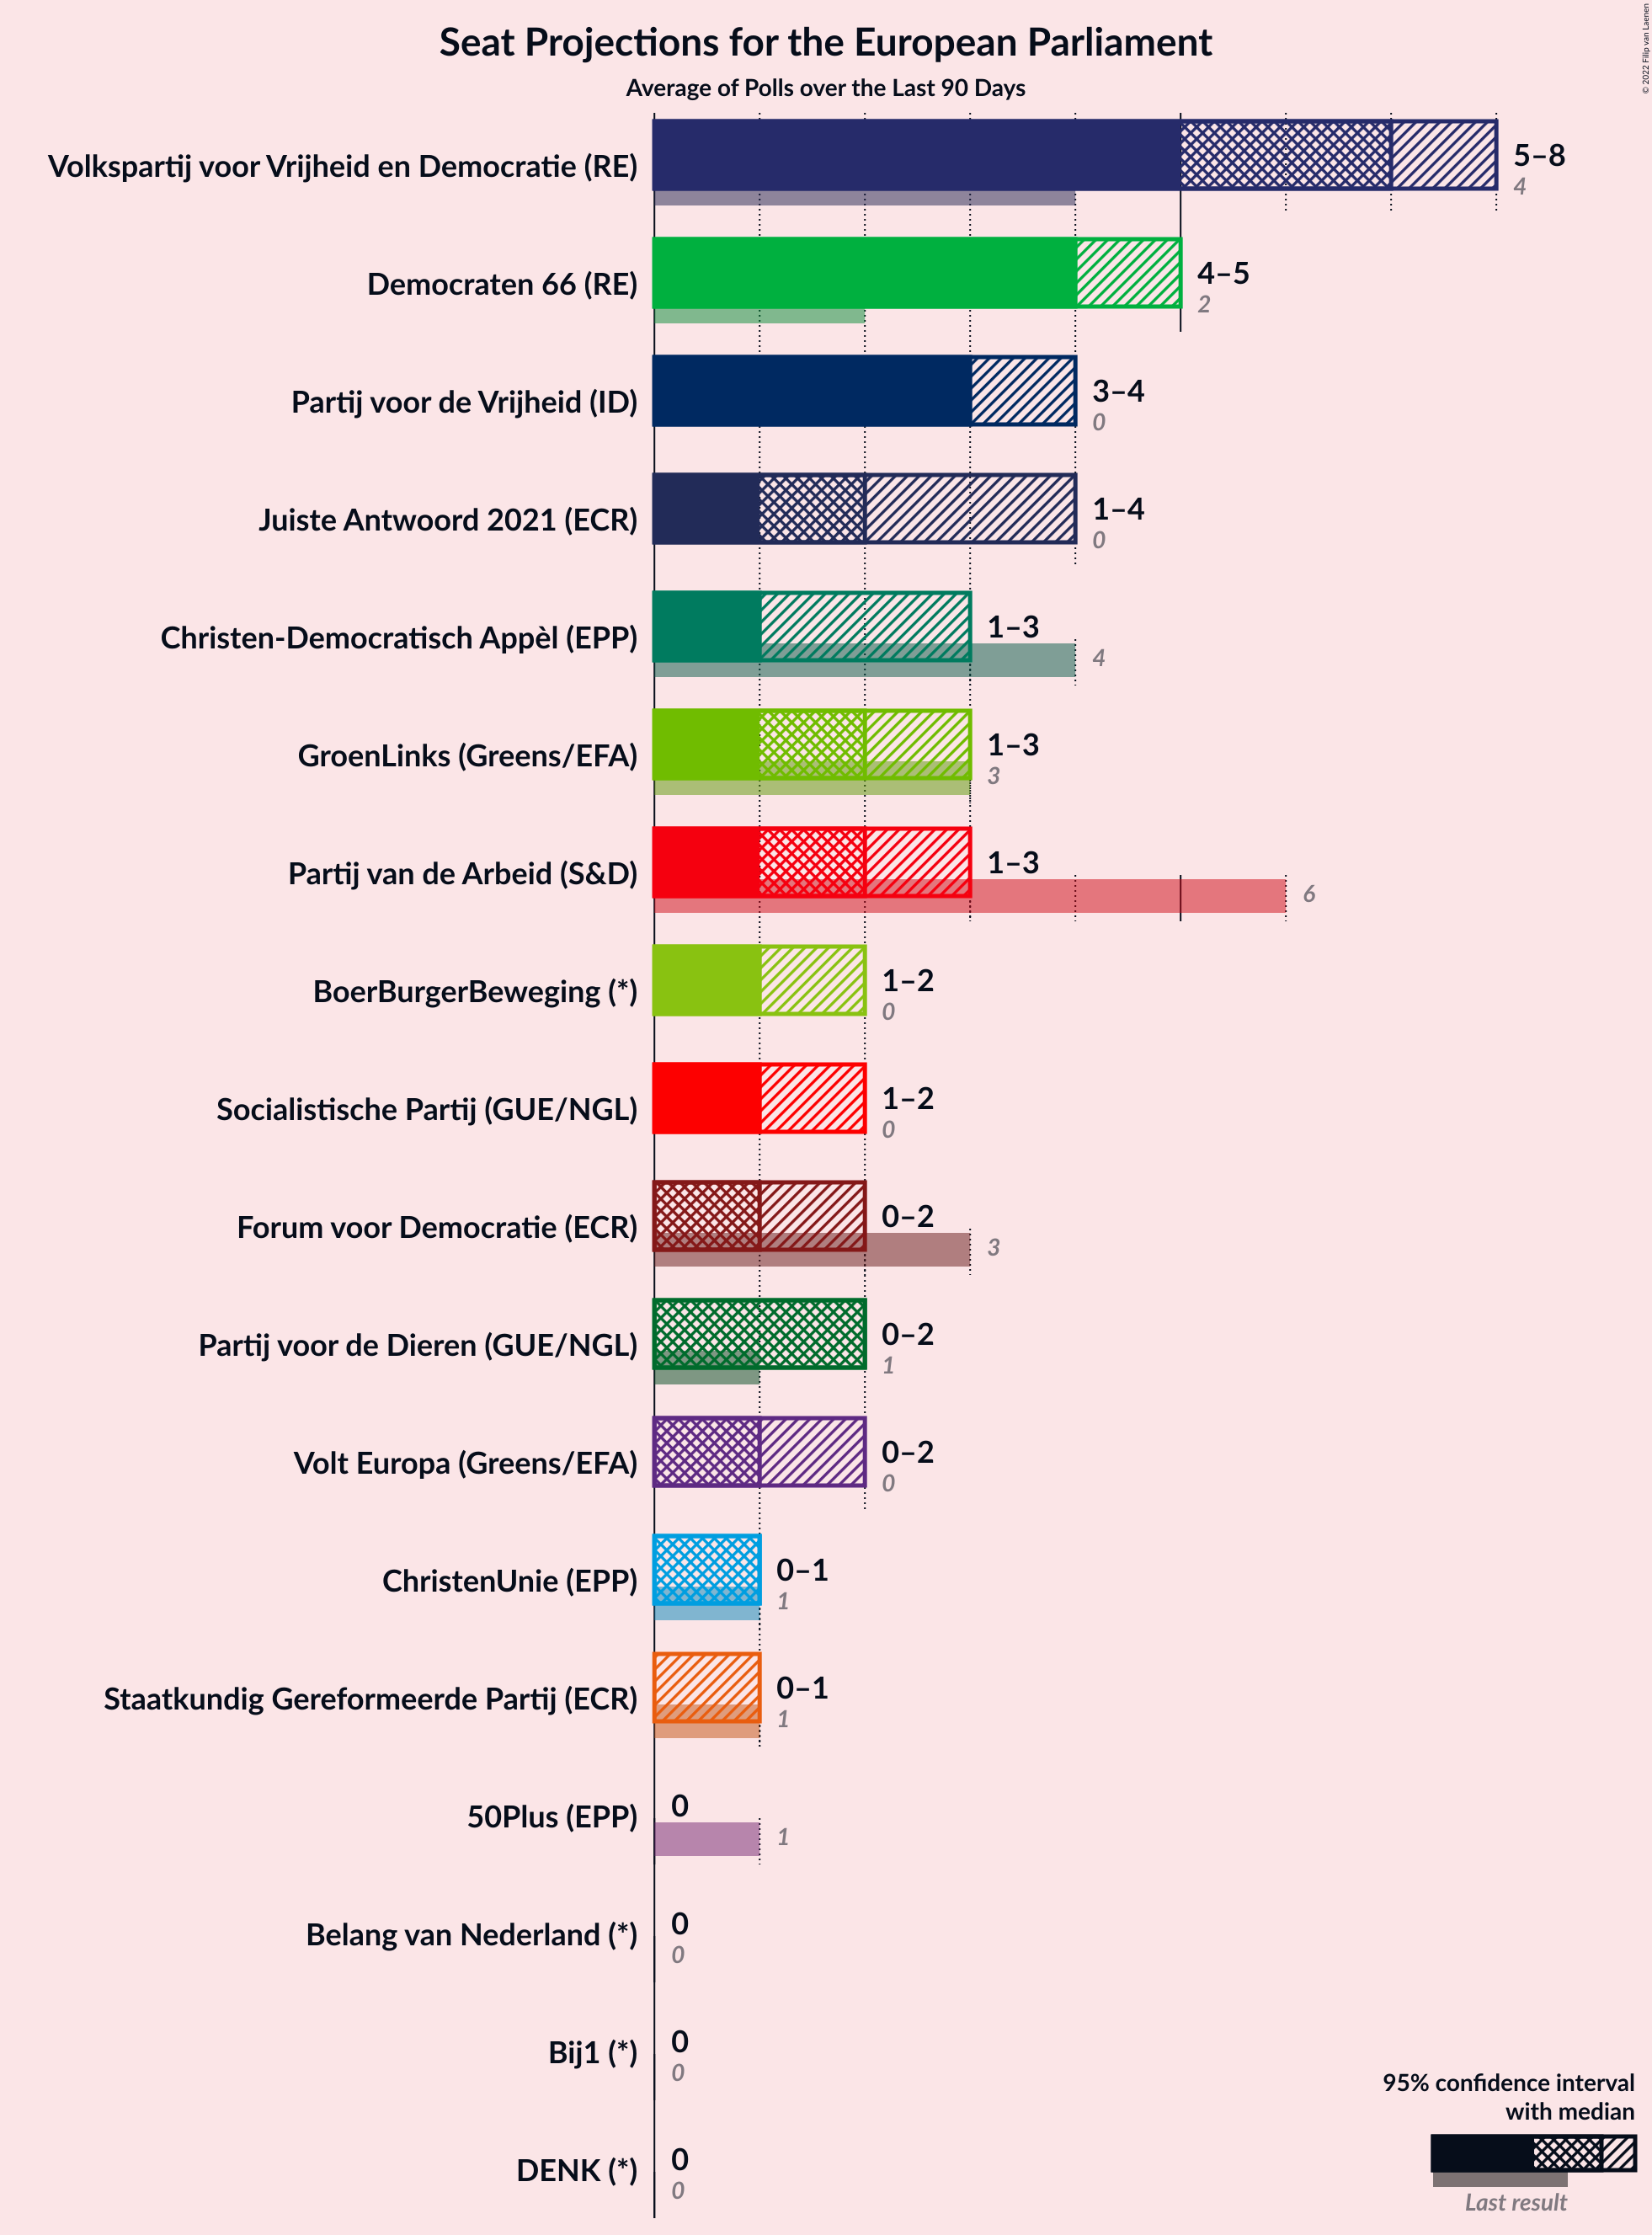 Seat Projections for the European Parliament
Average of Polls over the Last 90 Days
© 2022 Filip van Laenen
Volkspartij voor Vrijheid en Democratie (RE)
5–8
4
Democraten 66 (RE)
4–5
2
Partij voor de Vrijheid (ID)
3–4
0
Juiste Antwoord 2021 (ECR)
1–4
0
Christen-Democratisch Appèl (EPP)
1–3
4
GroenLinks (Greens/EFA)
1–3
3
Partij van de Arbeid (S&D)
1–3
6
BoerBurgerBeweging (*)
1–2
0
Socialistische Partij (GUE/NGL)
1–2
0
Forum voor Democratie (ECR)
0–2
3
Partij voor de Dieren (GUE/NGL)
0–2
1
Volt Europa (Greens/EFA)
0–2
0
ChristenUnie (EPP)
0–1
1
Staatkundig Gereformeerde Partij (ECR)
0–1
1
50Plus (EPP)
0
1
Belang van Nederland (*)
0
0
Bij1 (*)
0
0
DENK (*)
0
0
95% confidence interval
with median
Last result